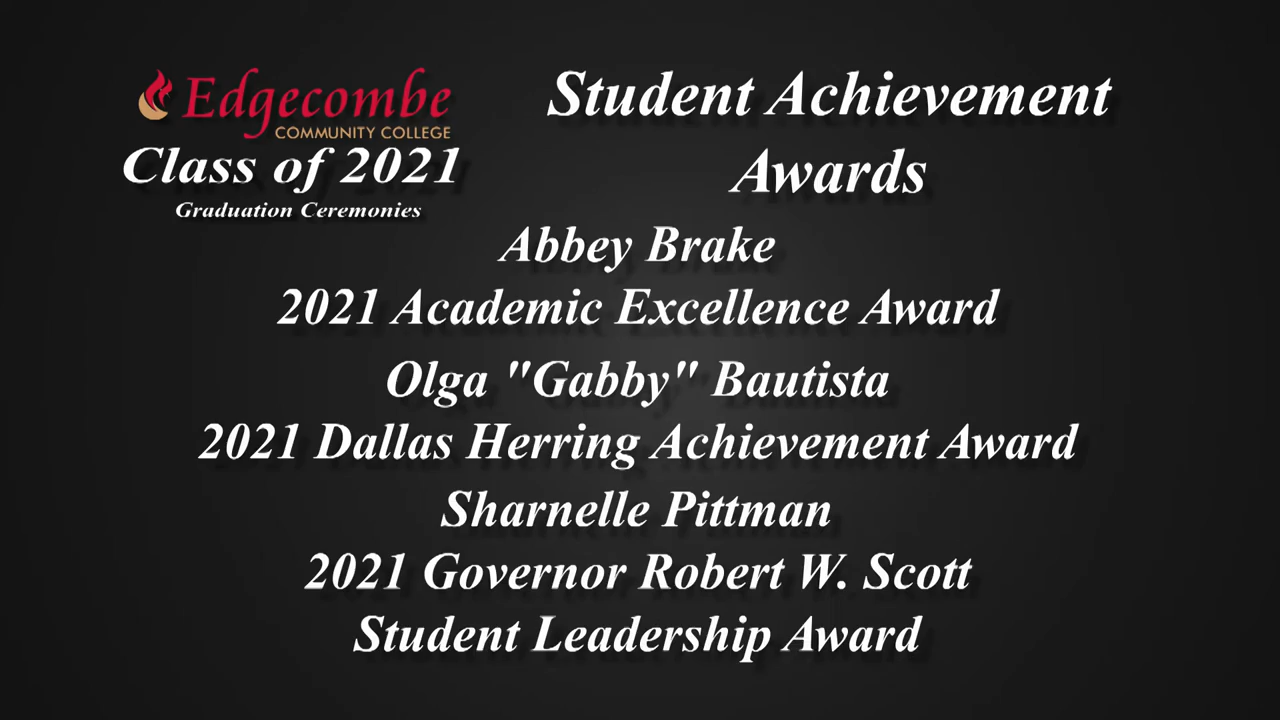 Edgecombe
COMMUNITY COLLEGE
Class of 2021
Graduation Ceremonies
Student Achievement
Awards
Abbey Brake
2021 Academic Excellence Award
Olga "Gabby" Bautista
2021 Dallas Herring Achievement Award
Sharnelle Pittman
2021 Governor Robert W. Scott
Student Leadership Award